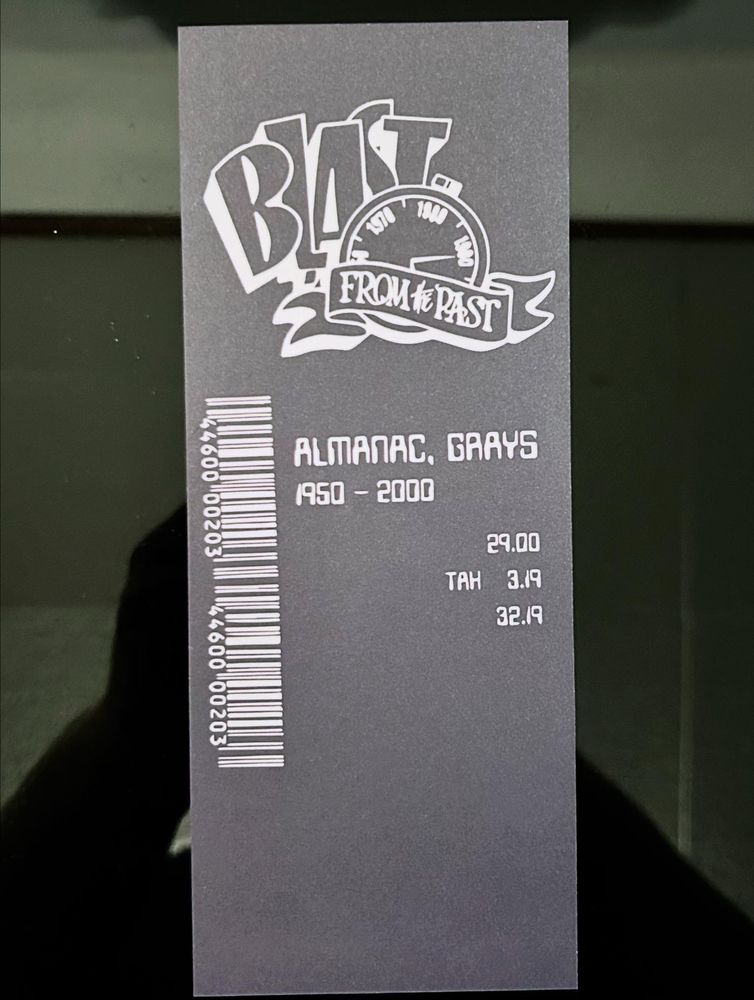 BLAST
1970 1980 1990
FROM the PAST
ALMANAC, GRAYS
1950 - 2000
29.00
TAH 3.19
32.19
44600 00203 44600 00203